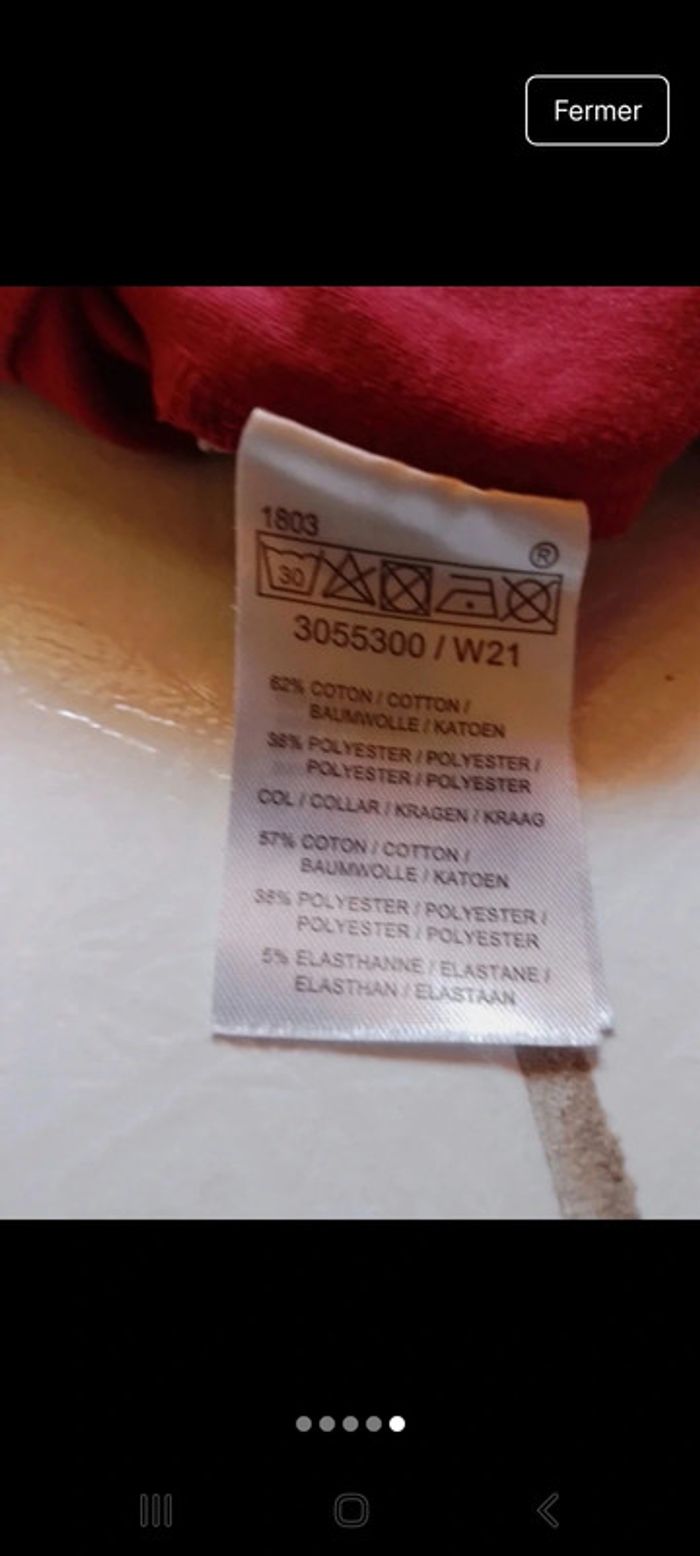 Fermer
1803
®
30
3055300 / W21
62% COTON / COTTON /
BAUMWOLLE / KATOEN
38% POLYESTER / POLYESTER /
POLYESTER / POLYESTER
COL / COLLAR / KRAGEN / KRAAG
57% COTON / COTTON /
BAUMWOLLE / KATOEN
38% POLYESTER / POLYESTER /
POLYESTER / POLYESTER
5% ELASTHANNE / ELASTANE /
ELASTHAN / ELASTAAN